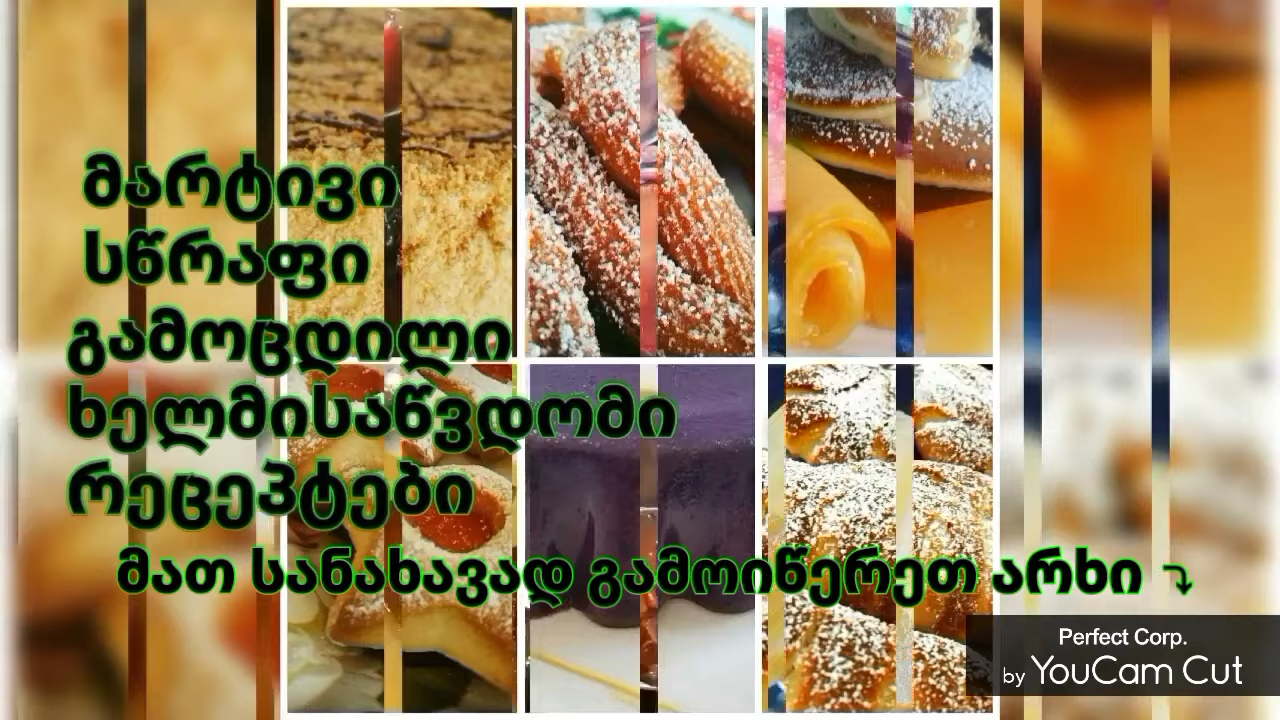 მარტივი
სწრაფი
გამოცდილი
ხელმისაწვდომი
რეცეპტები
მათ სანახავად გამოიწერეთ არხი ⤵
Perfect Corp.
by YouCam Cut